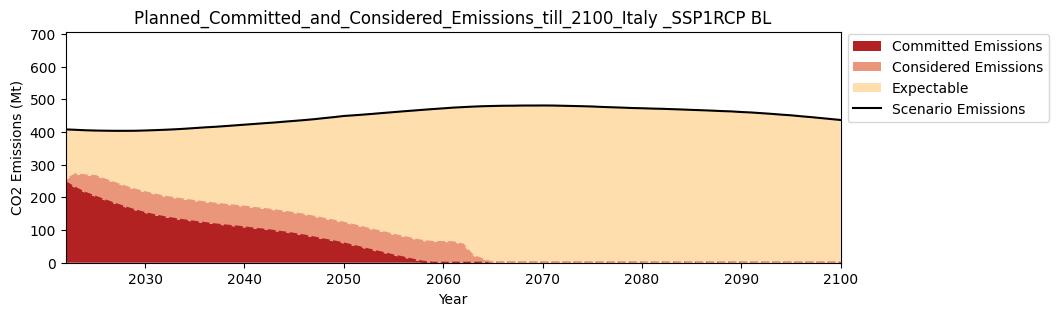 Planned_Committed_and_Considered_Emissions_till_2100_Italy _SSP1RCP BL
700
600
500
400
300
200
100
0
CO2 Emissions (Mt)
2030 2040 2050 2060 2070 2080 2090 2100
Year
Committed Emissions
Considered Emissions
Expectable
Scenario Emissions